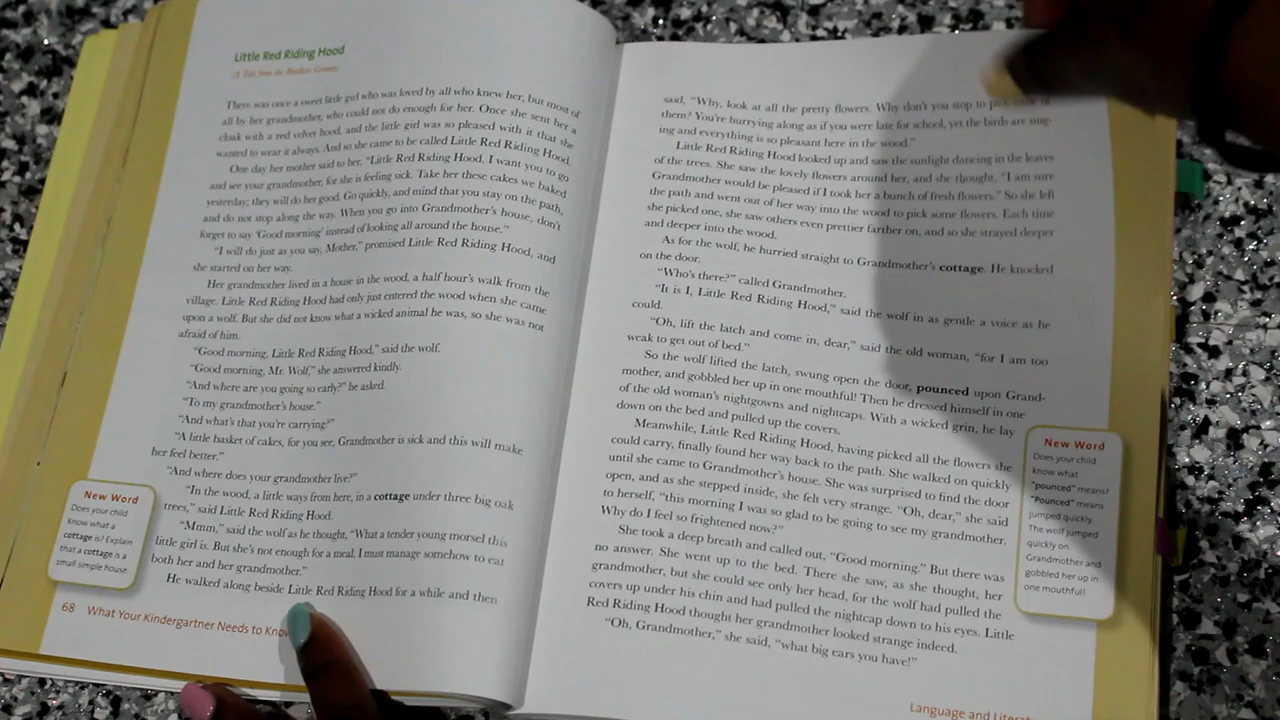 Little Red Riding Hood
(A Tale from the Brothers Grimm)
There was once a sweet little girl who was loved by all who knew her, but most of
all by her grandmother, who could not do enough for her. Once she sent her a
cloak with a red velvet hood, and the little girl was so pleased with it that she
wanted to wear it always. And so she came to be called Little Red Riding Hood.
One day her mother said to her, "Little Red Riding Hood, I want you to go
and see your grandmother, for she is feeling sick. Take her these cakes we baked
yesterday; they will do her good. Go quickly, and mind that you stay on the path,
and do not stop along the way. When you go into Grandmother's house, don't
forget to say 'Good morning' instead of looking all around the house."
"I will do just as you say, Mother," promised Little Red Riding Hood, and
she started on her way.
Her grandmother lived in a house in the wood, a half hour's walk from the
village. Little Red Riding Hood had only just entered the wood when she came
upon a wolf. But she did not know what a wicked animal he was, so she was not
afraid of him.
"Good morning, Little Red Riding Hood," said the wolf.
"Good morning, Mr. Wolf," she answered kindly.
"And where are you going so early?" he asked.
"To my grandmother's house."
"And what's that you're carrying?"
"A little basket of cakes, for you see, Grandmother is sick and this will make
her feel better."
"And where does your grandmother live?"
"In the wood, a little ways from here, in a cottage under three big oak
trees," said Little Red Riding Hood.
"Mmm," said the wolf as he thought, "What a tender young morsel this
little girl is. But she's not enough for a meal. I must manage somehow to eat
both her and her grandmother."
He walked along beside Little Red Riding Hood for a while and then
New Word
Does your child
know what a
cottage is? Explain
that a cottage is a
small simple house.
68 What Your Kindergartner Needs to Know
said, "Why, look at all the pretty flowers. Why don't you stop to pick some of
them? You're hurrying along as if you were late for school, yet the birds are sing-
ing and everything is so pleasant here in the wood."
Little Red Riding Hood looked up and saw the sunlight dancing in the leaves
of the trees. She saw the lovely flowers around her, and she thought, "I am sure
Grandmother would be pleased if I took her a bunch of fresh flowers." So she left
the path and went out of her way into the wood to pick some flowers. Each time
she picked one, she saw others even prettier farther on, and so she strayed deeper
and deeper into the wood.
As for the wolf, he hurried straight to Grandmother's cottage. He knocked
on the door.
"Who's there?" called Grandmother.
"It is I, Little Red Riding Hood," said the wolf in as gentle a voice as he
could.
"Oh, lift the latch and come in, dear," said the old woman, "for I am too
weak to get out of bed."
So the wolf lifted the latch, swung open the door, pounced upon Grand-
mother, and gobbled her up in one mouthful! Then he dressed himself in one
of the old woman's nightgowns and nightcaps. With a wicked grin, he lay
down on the bed and pulled up the covers.
Meanwhile, Little Red Riding Hood, having picked all the flowers she
could carry, finally found her way back to the path. She walked on quickly
until she came to Grandmother's house. She was surprised to find the door
open, and as she stepped inside, she felt very strange. "Oh, dear," she said
to herself, "this morning I was so glad to be going to see my grandmother.
Why do I feel so frightened now?"
She took a deep breath and called out, "Good morning." But there was
no answer. She went up to the bed. There she saw, as she thought, her
grandmother, but she could see only her head, for the wolf had pulled the
covers up under his chin and had pulled the nightcap down to his eyes. Little
Red Riding Hood thought her grandmother looked strange indeed.
"Oh, Grandmother," she said, "what big ears you have!"
New Word
Does your child
know what
"pounced" means?
"Pounced" means
jumped quickly.
The wolf jumped
quickly on
Grandmother and
gobbled her up in
one mouthful!
Language and